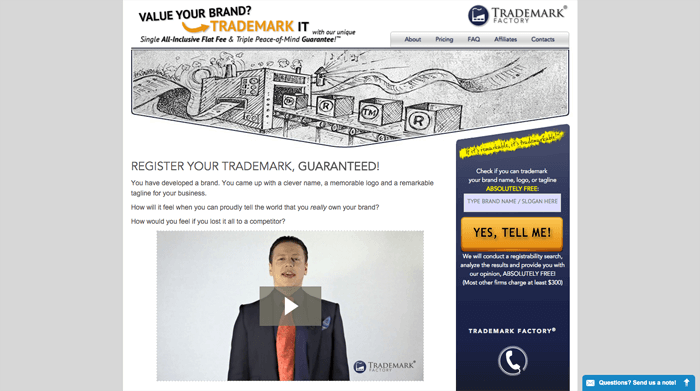 VALUE YOUR BRAND?
TRADEMARK IT with our unique
Single All-Inclusive Flat Fee & Triple Peace-of-Mind Guarantee!™
TRADEMARK®
FACTORY
About Pricing FAQ Affiliates Contacts
TM
R
TM
®
REGISTER YOUR TRADEMARK, GUARANTEED!
You have developed a brand. You came up with a clever name, a memorable logo and a remarkable
tagline for your business.
How will it feel when you can proudly tell the world that you really own your brand?
How would you feel if you lost it all to a competitor?
TRADEMARK
FACTORY
If it's remarkable, it's trademarkable!
Check if you can trademark
your brand name, logo, or tagline
ABSOLUTELY FREE:
TYPE BRAND NAME / SLOGAN HERE
YES, TELL ME!
We will conduct a registrability search,
analyze the results and provide you with
our opinion, ABSOLUTELY FREE!
(Most other firms charge at least $300)
TRADEMARK FACTORY®
Questions? Send us a note!